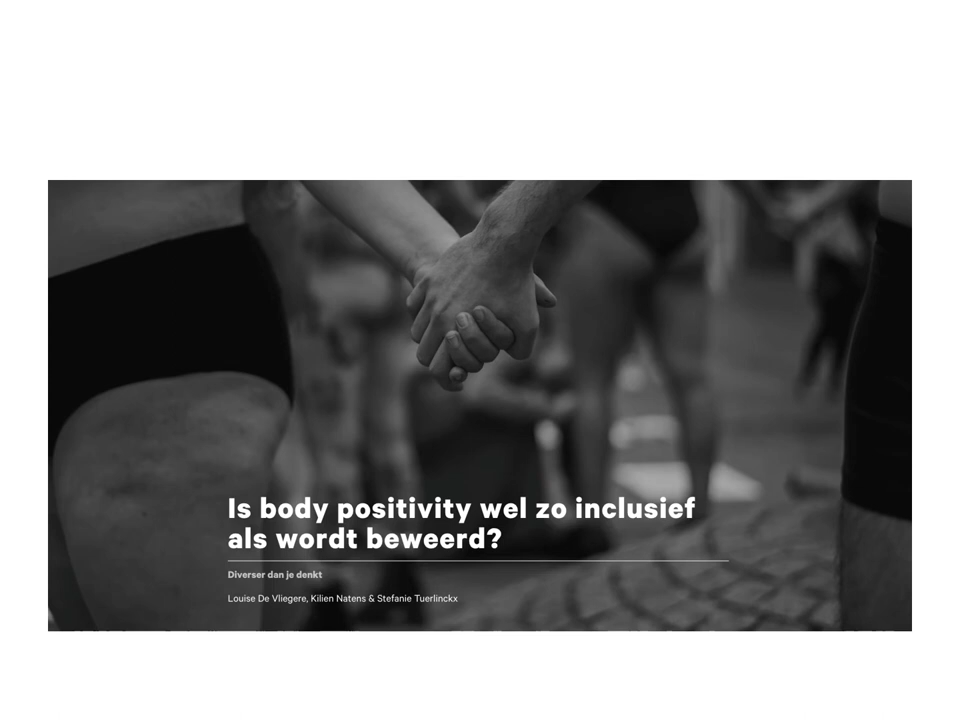 Is body positivity wel zo inclusief
als wordt beweerd?
Diverser dan je denkt
Louise De Vliegere, Kilien Natens & Stefanie Tuerlinckx